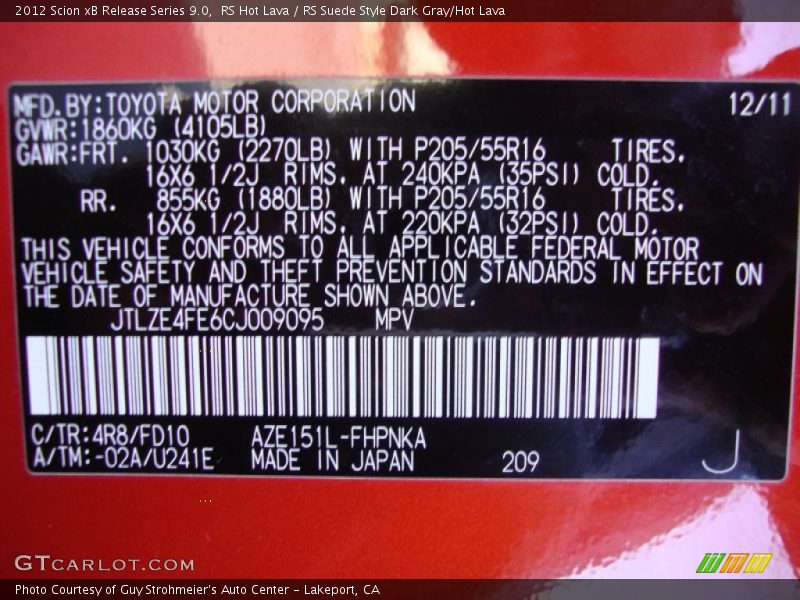 2012 Scion xB Release Series 9.0,  RS Hot Lava / RS Suede Style Dark Gray/Hot Lava
MFD. BY: TOYOTA MOTOR CORPORATION 12/11
GVWR: 1860KG (4105LB)
GAWR: FRT. 1030KG (2270LB) WITH P205/55R16 TIRES,
16X6 1/2J RIMS, AT 240KPA (35PSI) COLD.
RR. 855KG (1880LB) WITH P205/55R16 TIRES,
16X6 1/2J RIMS, AT 220KPA (32PSI) COLD.
THIS VEHICLE CONFORMS TO ALL APPLICABLE FEDERAL MOTOR
VEHICLE SAFETY AND THEFT PREVENTION STANDARDS IN EFFECT ON
THE DATE OF MANUFACTURE SHOWN ABOVE.
JTLZE4FE6CJ009095 MPV
C/TR: 4R8/FD10 AZE151L-FHPNKA
A/TM: -02A/U241E MADE IN JAPAN 209 J
GTCARLOT.COM
Photo Courtesy of Guy Strohmeier's Auto Center - Lakeport, CA